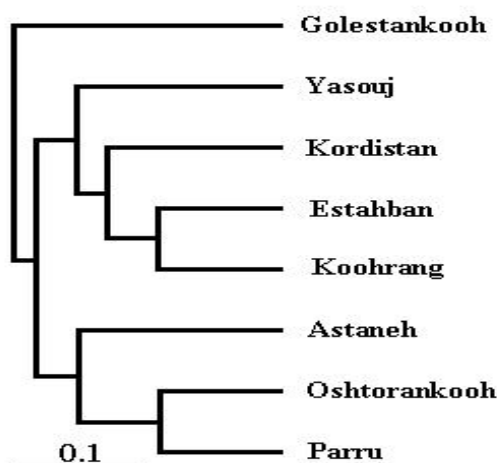 Golestankooh
Yasouj
Kordistan
Estahban
Koohrang
Astaneh
Oshtorankooh
Parru
0.1